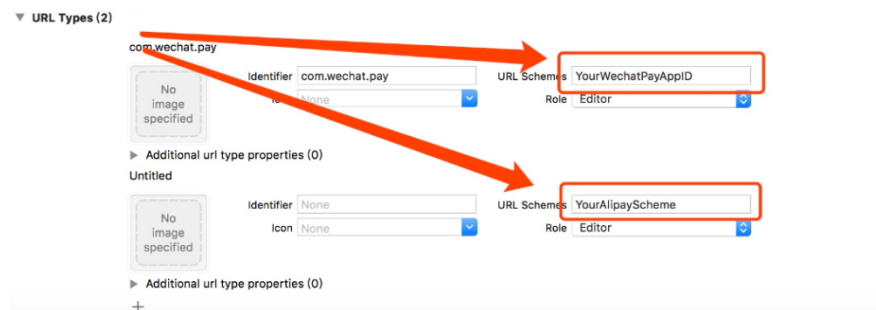 URL Types (2)
com.wechat.pay
No image specified
Identifier com.wechat.pay
URL Schemes YourWechatPayAppID
None
Role Editor
Additional url type properties (0)
Untitled
No image specified
Identifier None
URL Schemes YourAlipayScheme
Icon None
Role Editor
Additional url type properties (0)